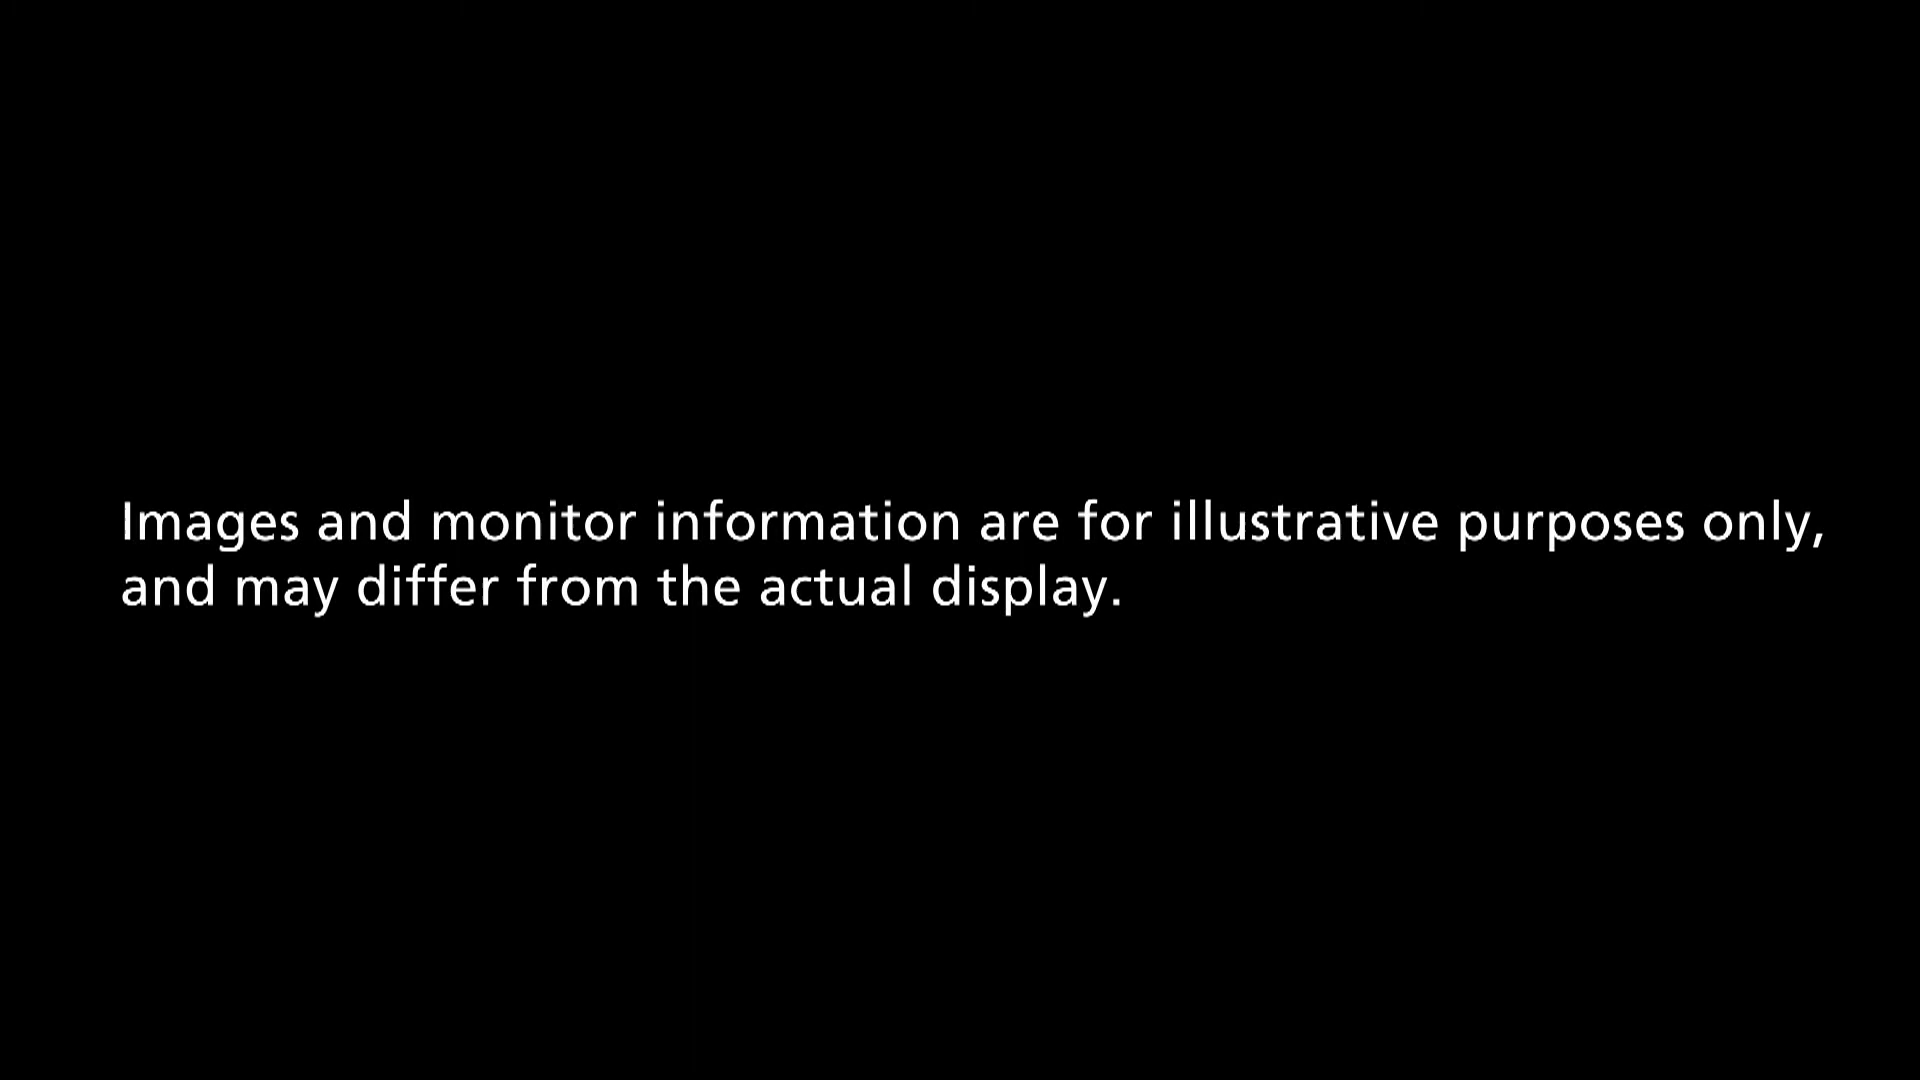 Images and monitor information are for illustrative purposes only,
and may differ from the actual display.